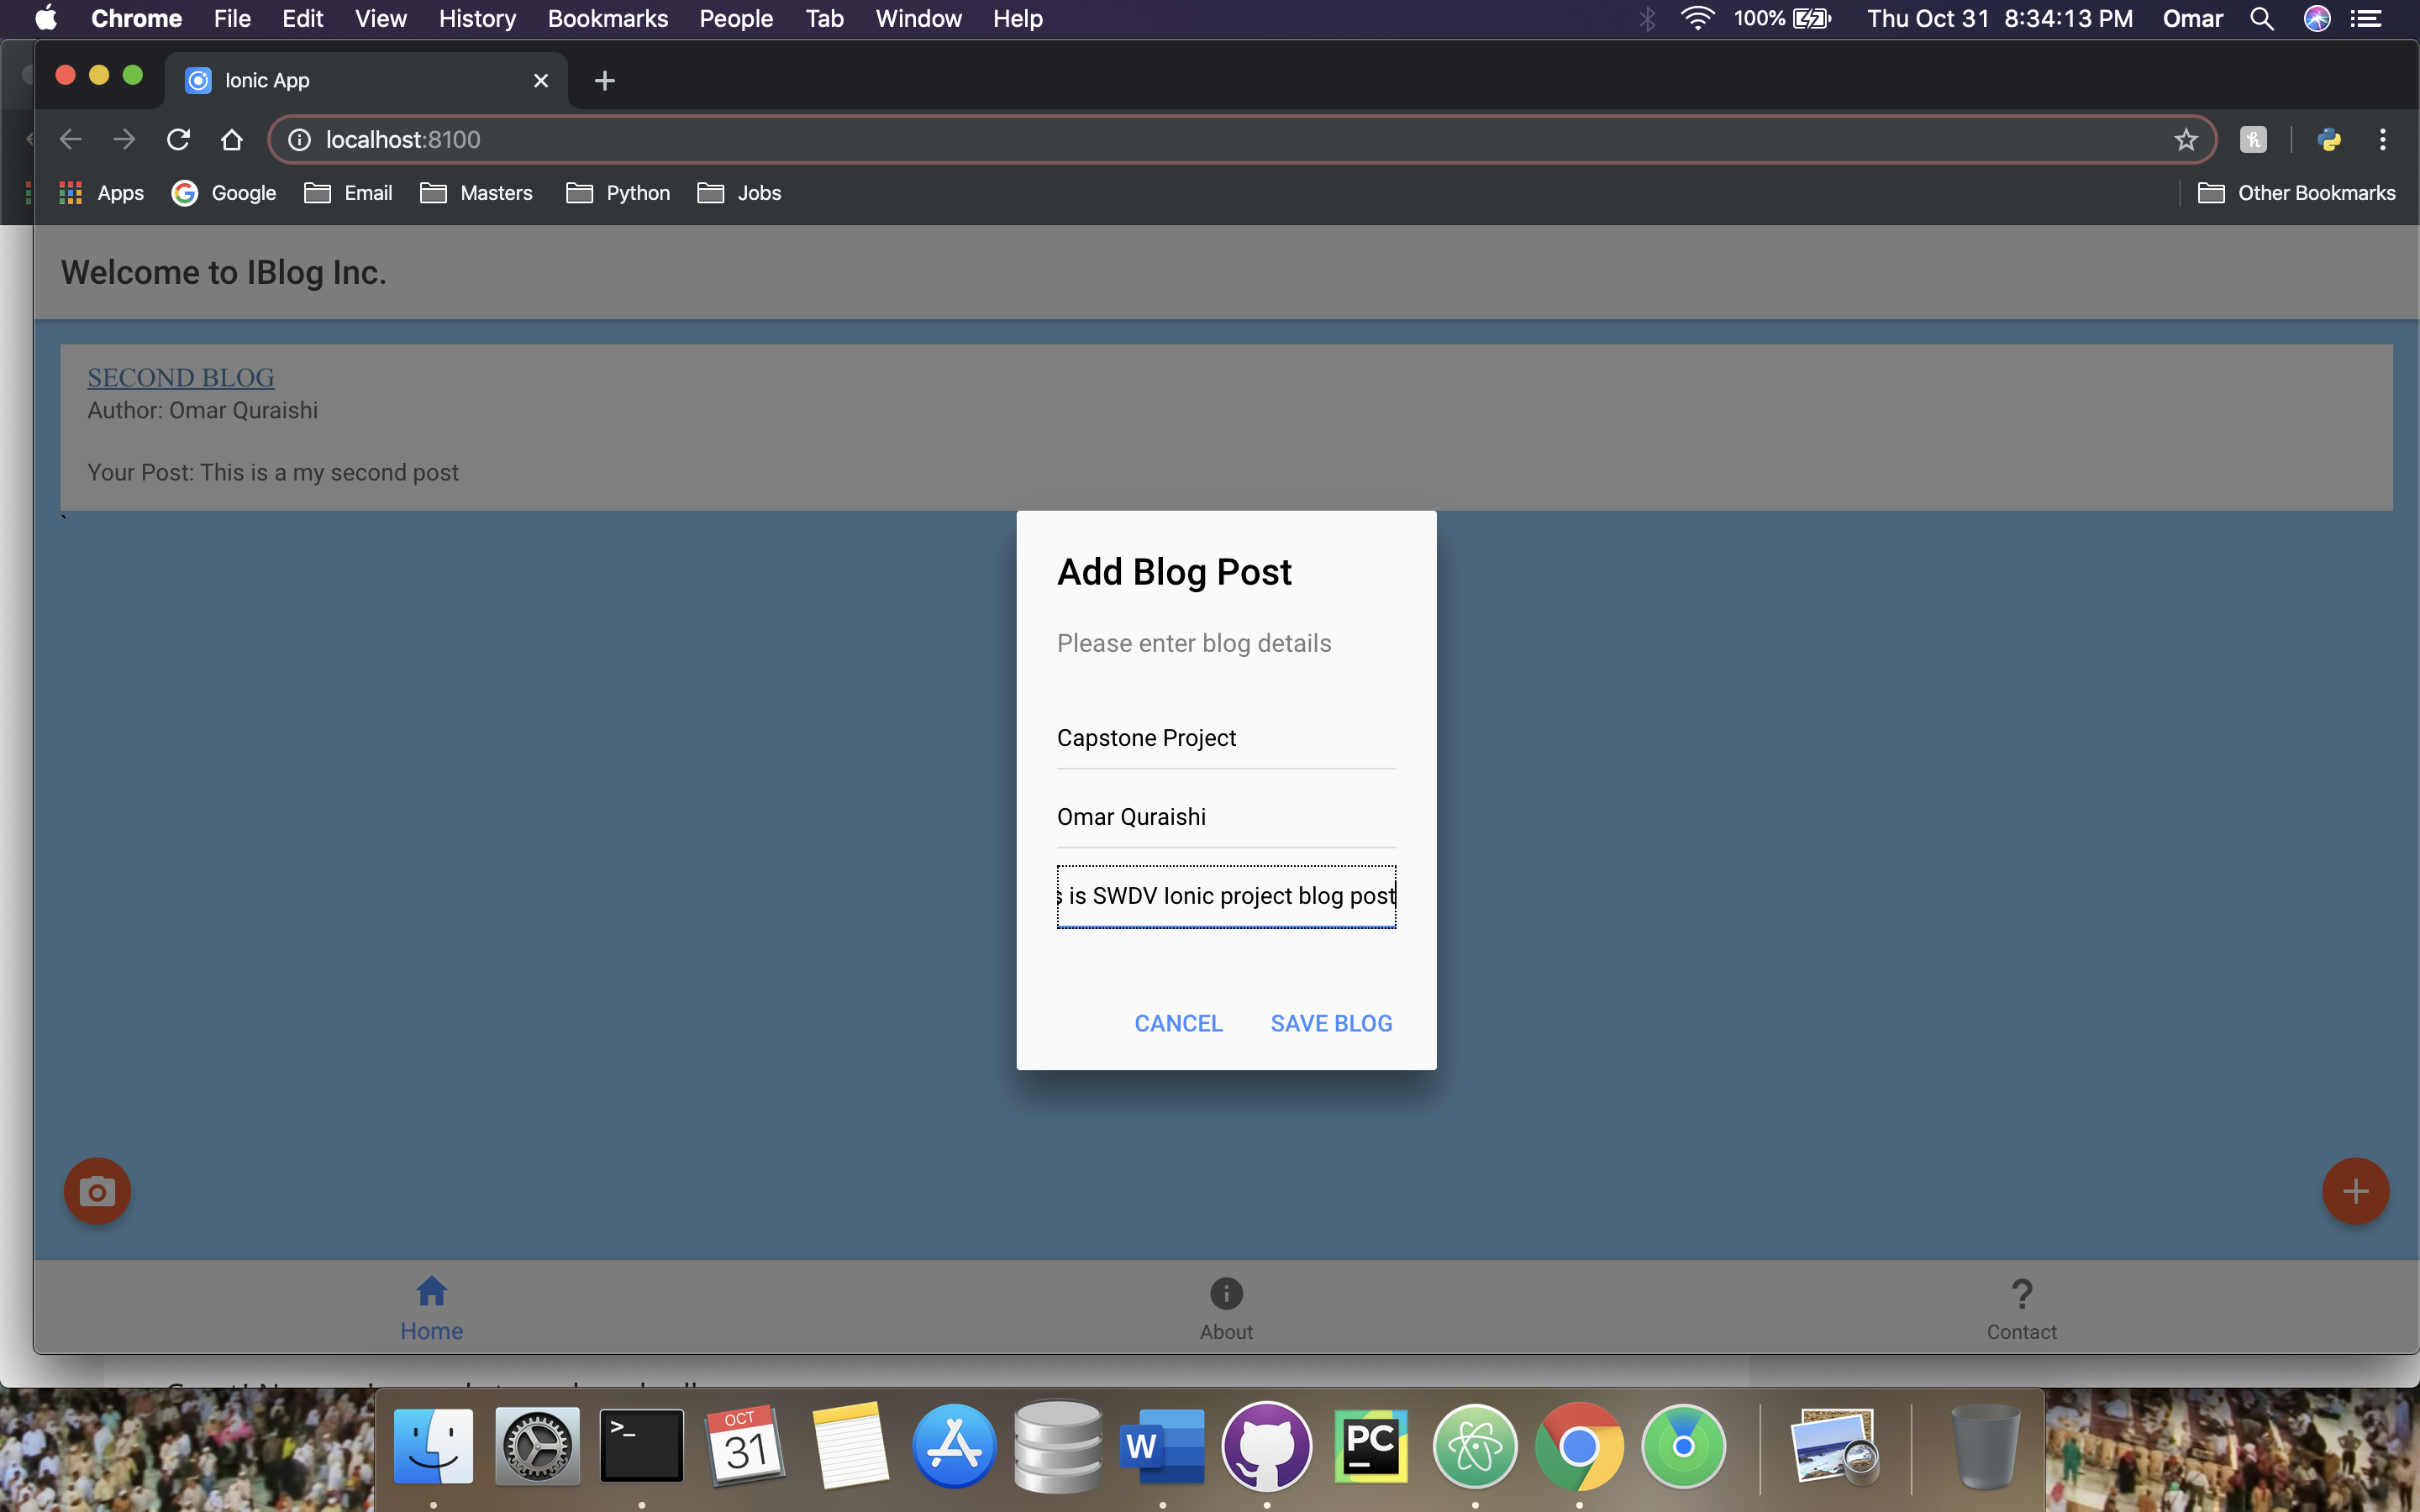 Chrome File Edit View History Bookmarks People Tab Window Help 100% Thu Oct 31 8:34:13 PM Omar
Ionic App
localhost:8100
Apps Google Email Masters Python Jobs Other Bookmarks
Welcome to IBlog Inc.
SECOND BLOG
Author: Omar Quraishi
Your Post: This is a my second post
`
Add Blog Post
Please enter blog details
Capstone Project
Omar Quraishi
is SWDV Ionic project blog post
CANCEL SAVE BLOG
Home About Contact
OCT
31
>_
W
PC